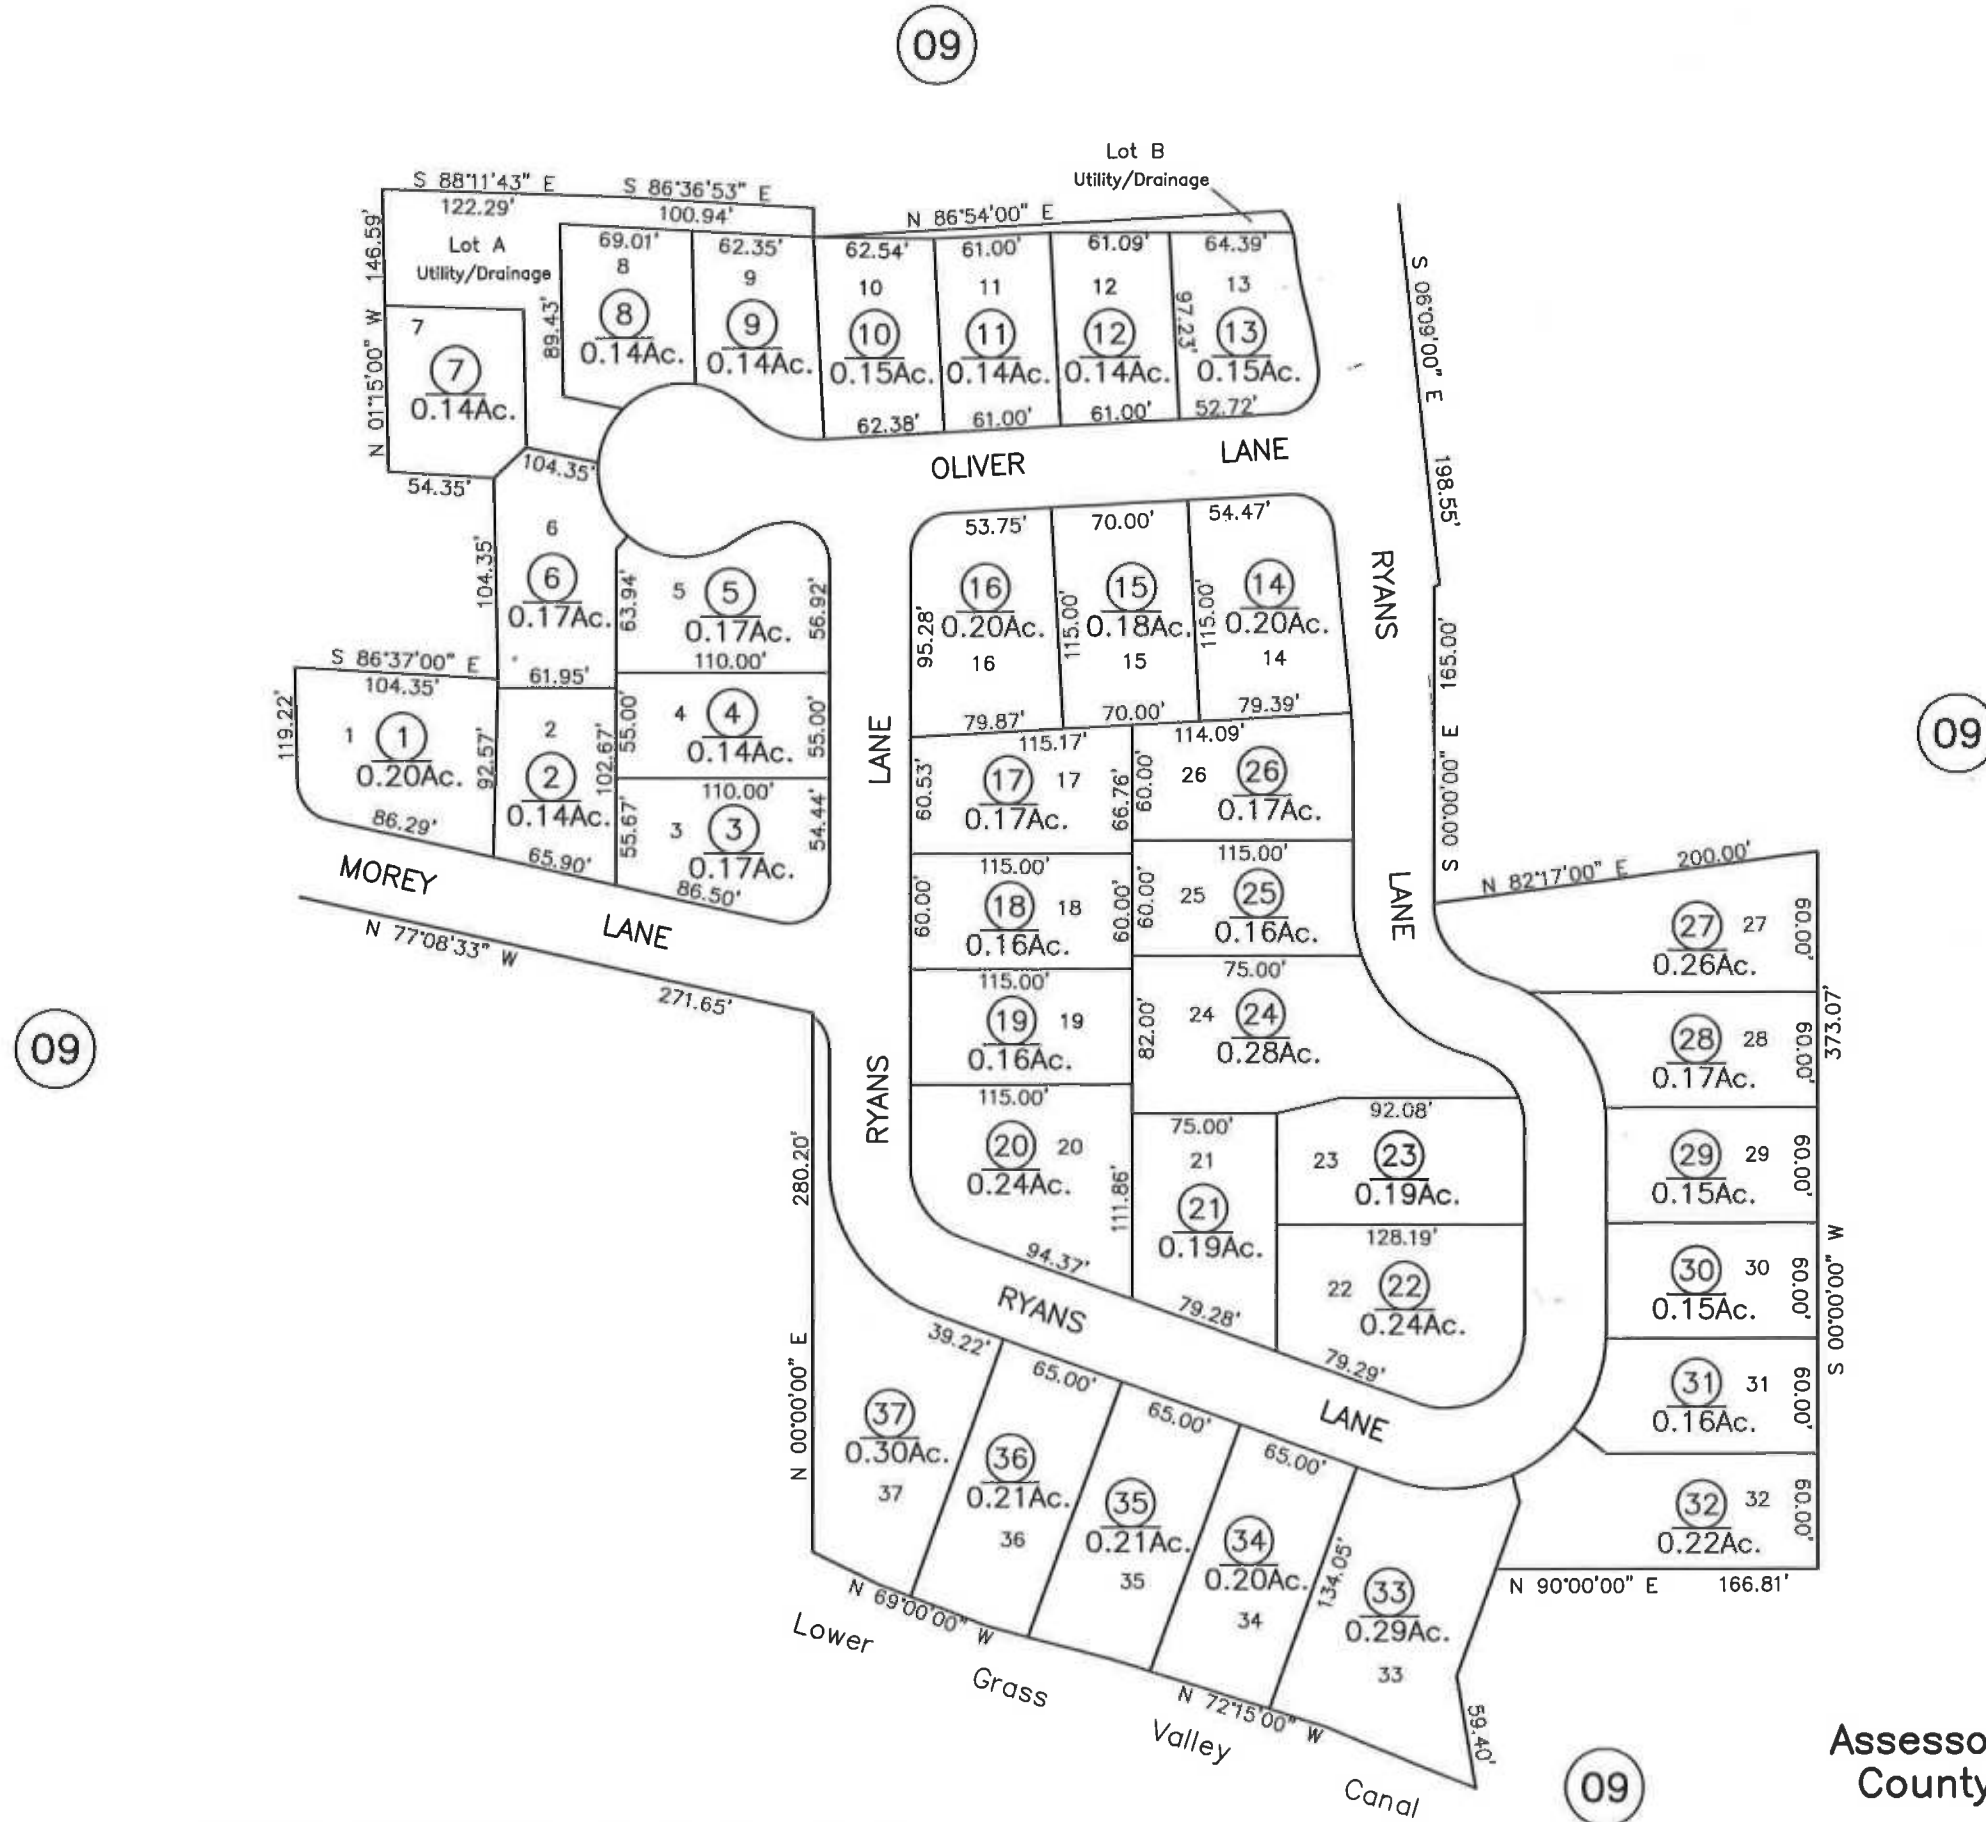 09
Lot B
Utility/Drainage
S 88°11'43" E
122.29'
S 86°36'53" E
100.94'
N 86°54'00" E
146.59'
N 01°15'00" W
Lot A
Utility/Drainage
69.01'
8
8
0.14Ac.
89.43'
62.35'
9
9
0.14Ac.
62.54'
10
10
0.15Ac.
62.38'
61.00'
11
11
0.14Ac.
61.00'
61.09'
12
12
0.14Ac.
61.00'
64.39'
13
97.23'
13
0.15Ac.
52.72'
7
7
0.14Ac.
54.35'
104.35'
OLIVER LANE
S 06°09'00" E 198.55'
6
6
0.17Ac.
104.35'
61.95'
63.94'
5
5
0.17Ac.
56.92'
110.00'
53.75'
16
0.20Ac.
16
95.28'
79.87'
70.00'
115.00'
15
0.18Ac.
15
70.00'
54.47'
115.00'
14
0.20Ac.
14
79.39'
RYANS
LANE
S 00°00'00" E 165.00'
09
S 86°37'00" E
104.35'
119.22'
1
1
0.20Ac.
92.57'
86.29'
2
2
0.14Ac.
102.67'
65.90'
55.00'
4
4
0.14Ac.
55.00'
110.00'
55.67'
3
3
0.17Ac.
54.44'
86.50'
MOREY LANE
N 77°08'33" W
271.65'
LANE
RYANS
115.17'
60.53'
17
17
0.17Ac.
66.76'
114.09'
60.00'
26
26
0.17Ac.
115.00'
60.00'
18
18
0.16Ac.
60.00'
115.00'
60.00'
25
25
0.16Ac.
115.00'
19
19
0.16Ac.
75.00'
82.00'
24
24
0.28Ac.
115.00'
20
20
0.24Ac.
111.86'
94.37'
75.00'
21
21
0.19Ac.
79.28'
92.08'
23
23
0.19Ac.
128.19'
22
22
0.24Ac.
79.29'
N 82°17'00" E
200.00'
27
27
0.26Ac.
60.00'
28
28
0.17Ac.
60.00'
373.07'
29
29
0.15Ac.
60.00'
30
30
0.15Ac.
60.00'
S 00°00'00" W
31
31
0.16Ac.
60.00'
32
32
0.22Ac.
60.00'
N 90°00'00" E
166.81'
09
280.20'
N 00°00'00" E
RYANS
LANE
39.22'
37
0.30Ac.
37
65.00'
36
0.21Ac.
36
65.00'
35
0.21Ac.
35
65.00'
34
0.20Ac.
34
134.05'
33
0.29Ac.
33
59.40'
N 69°00'00" W
N 72°15'00" W
Lower Grass Valley Canal
09
Assesso
County